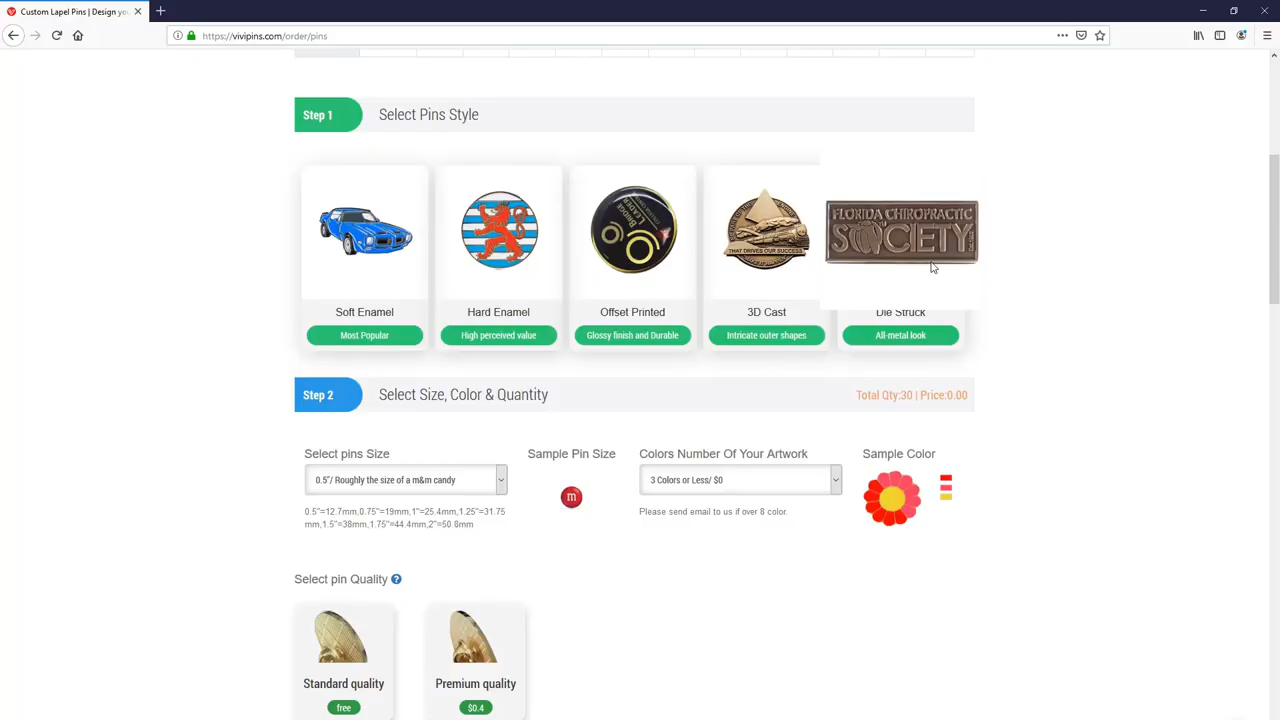 Custom Lapel Pins | Design you
https://vivipins.com/order/pins
Step 1
Select Pins Style
THAT DRIVES OUR SUCCESS
FLORIDA CHIROPRACTIC
SOCIETY
Soft Enamel
Hard Enamel
Offset Printed
3D Cast
Die Struck
Most Popular
High perceived value
Glossy finish and Durable
Intricate outer shapes
All-metal look
Step 2
Select Size, Color & Quantity
Total Qty:30 | Price:0.00
Select pins Size
Sample Pin Size
Colors Number Of Your Artwork
Sample Color
0.5"/ Roughly the size of a m&m candy
m
3 Colors or Less/ $0
0.5"=12.7mm,0.75"=19mm,1"=25.4mm,1.25"=31.75
mm,1.5"=38mm,1.75"=44.4mm,2"=50.8mm
Please send email to us if over 8 color.
Select pin Quality ?
Standard quality
Premium quality
free
$0.4